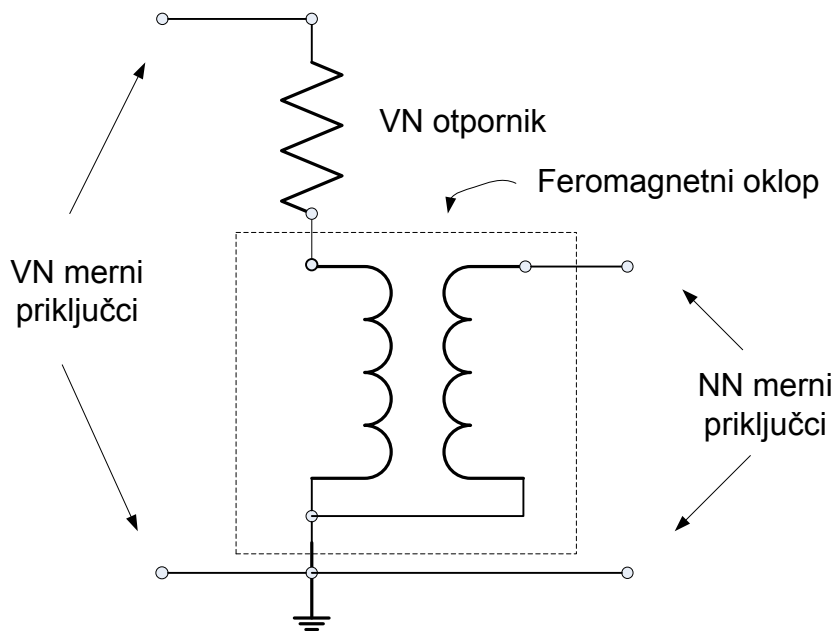 VN otpornik
Feromagnetni oklop
VN merni
priključci
NN merni
priključci